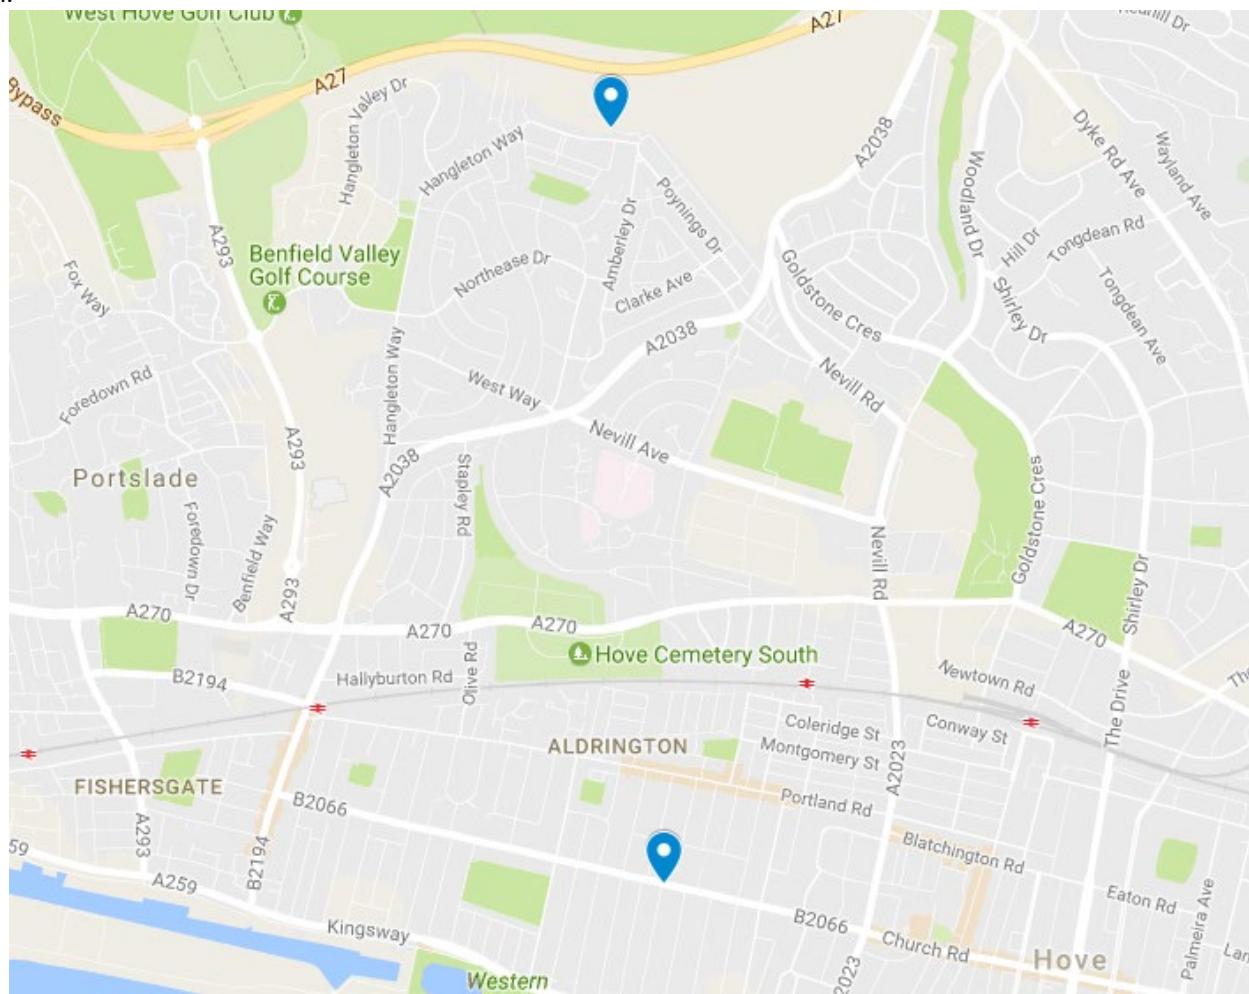 West Hove Golf Club
A27
A27
Redhill Dr
Bypass
Hangleton Valley Dr
Hangleton Way
A2038
Dyke Rd Ave
Wayland Ave
Woodland Dr
Poynings Dr
Amberley Dr
A293
Benfield Valley
Golf Course
Northease Dr
Clarke Ave
Hill Dr
Tongdean Rd
Fox Way
Goldstone Cres
Shirley Dr
Tongdean Ave
A2038
Hangleton Way
West Way
Nevill Rd
Foredown Rd
A293
Nevill Ave
A2038
Portslade
Stapley Rd
Goldstone Cres
Foredown Dr
Benfield Way
Nevill Rd
A293
Shirley Dr
A270
A270
A270
A270
Hove Cemetery South
B2194
Hallyburton Rd
Olive Rd
Newtown Rd
The Drive
Coleridge St
Conway St
ALDRINGTON
Montgomery St
A2023
FISHERSGATE
B2066
Portland Rd
A293
B2194
Blatchington Rd
59
A259
Eaton Rd
Palmeira Ave
B2066
Kingsway
Church Rd
Hove
2023
Western